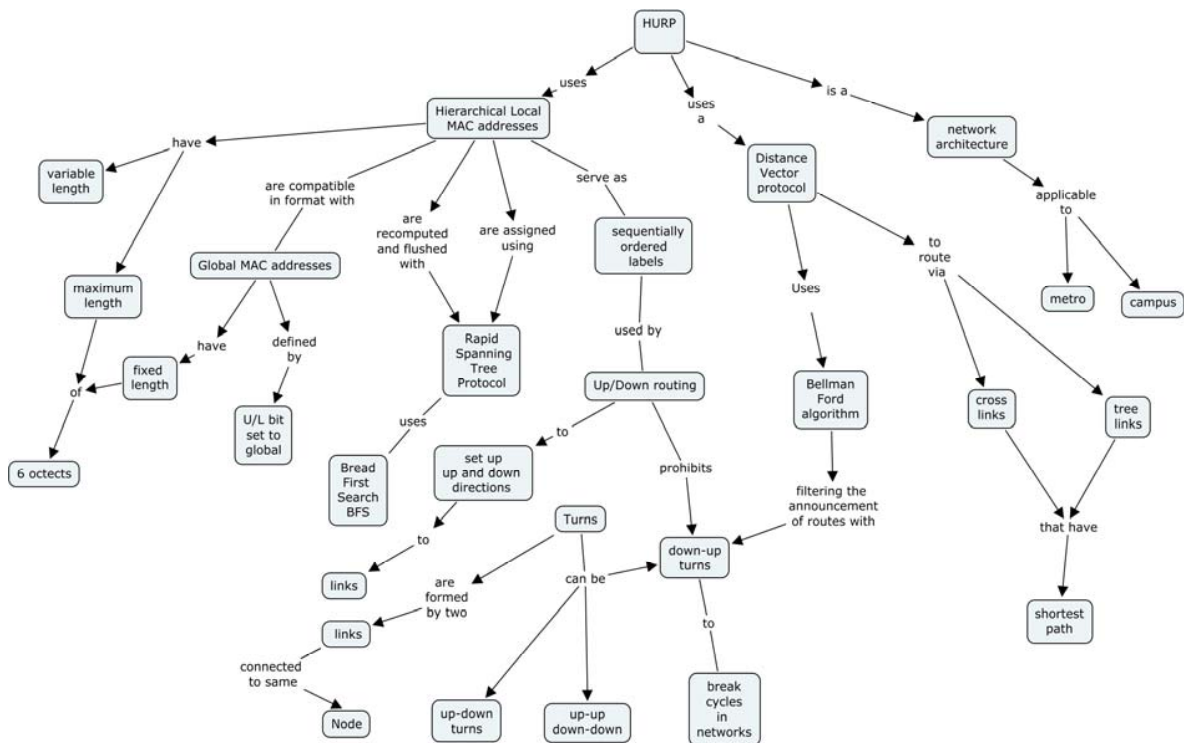 HURP
uses
uses
a
is a
Hierarchical Local
MAC addresses
network
architecture
have
variable
length
Distance
Vector
protocol
are compatible
in format with
serve as
applicable
to
are
recomputed
and flushed
with
are assigned
using
sequentially
ordered
labels
to
route
via
Global MAC addresses
maximum
length
Uses
metro
campus
have
defined
by
used by
Rapid
Spanning
Tree
Protocol
of
fixed
length
Up/Down routing
Bellman
Ford
algorithm
cross
links
tree
links
U/L bit
set to
global
uses
to
6 octects
Bread
First
Search
BFS
set up
up and down
directions
prohibits
filtering the
announcement
of routes with
Turns
that have
to
down-up
turns
links
are
formed
by two
can be
links
to
shortest
path
connected
to same
Node
up-down
turns
up-up
down-down
break
cycles
in
networks